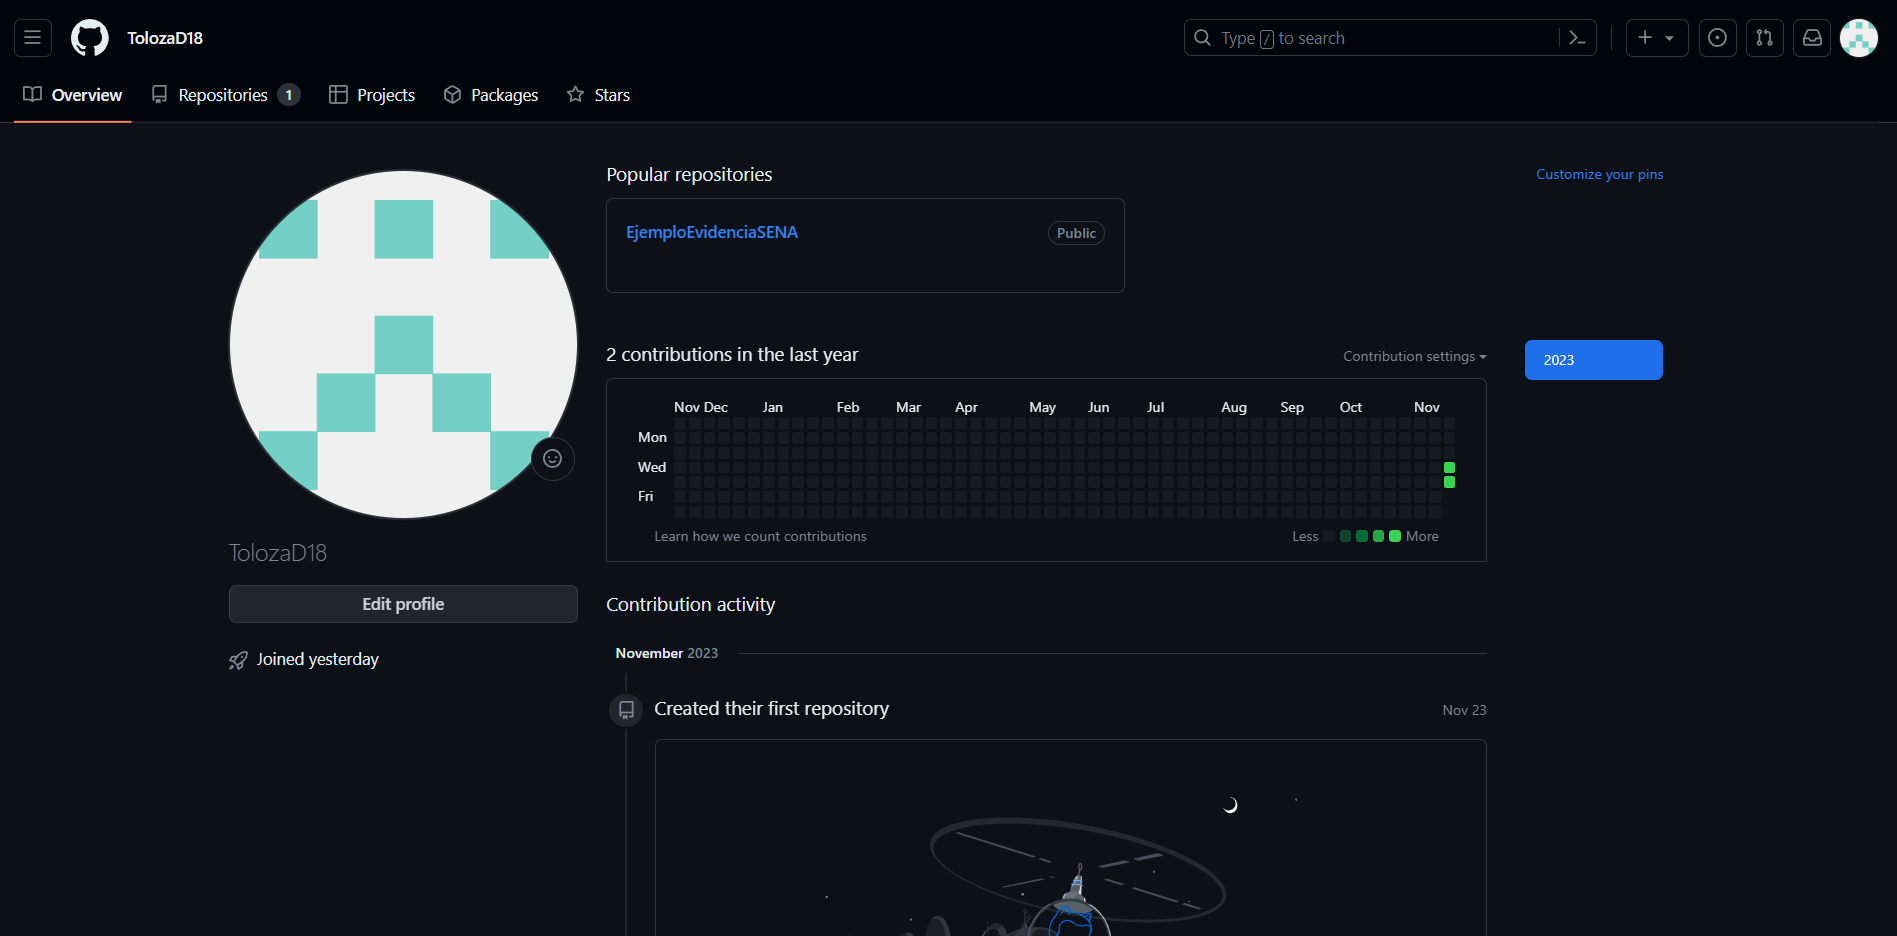 TolozaD18
Type / to search
Overview
Repositories 1
Projects
Packages
Stars
TolozaD18
Edit profile
Joined yesterday
Popular repositories
Customize your pins
EjemploEvidenciaSENA
Public
2 contributions in the last year
Contribution settings
2023
Nov Dec Jan Feb Mar Apr May Jun Jul Aug Sep Oct Nov
Mon
Wed
Fri
Learn how we count contributions
Less More
Contribution activity
November 2023
Created their first repository
Nov 23